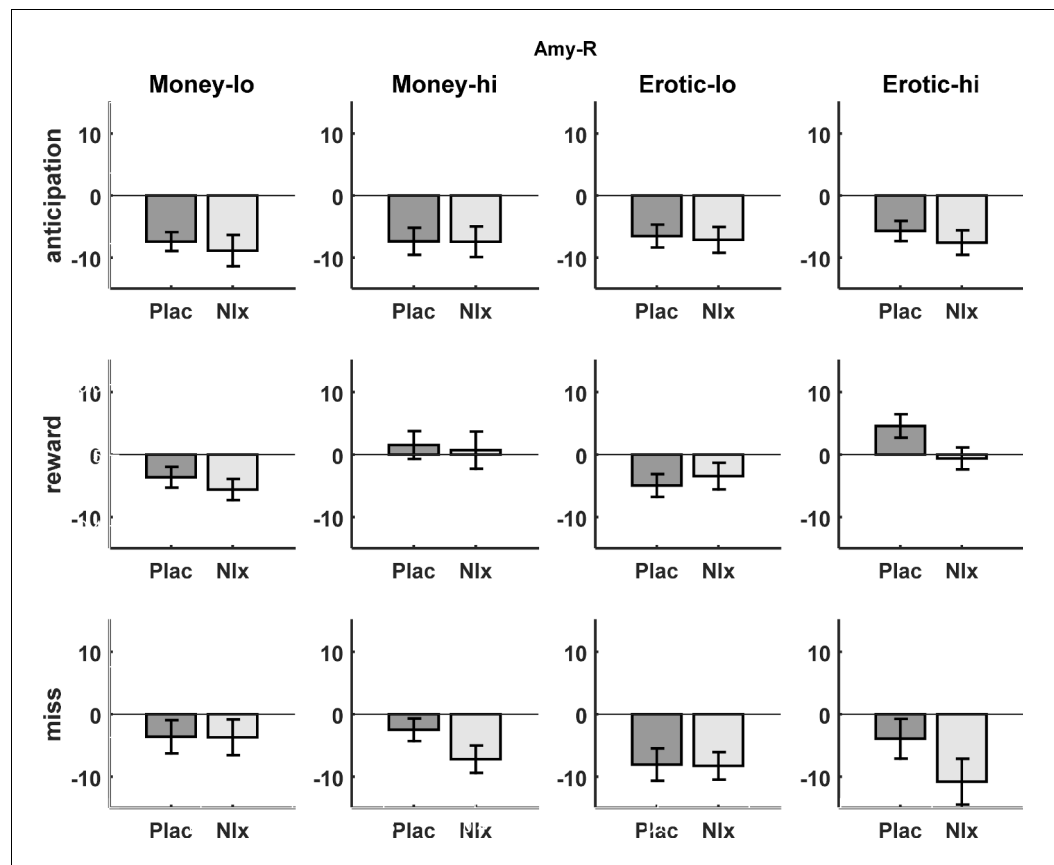 Amy-R
Money-lo Money-hi Erotic-lo Erotic-hi
anticipation
10 10 10 10
0 0 0 0
-10 -10 -10 -10
Plac Nlx Plac Nlx Plac Nlx Plac Nlx
reward
10 10 10 10
0 0 0 0
-10 -10 -10 -10
Plac Nlx Plac Nlx Plac Nlx Plac Nlx
miss
10 10 10 10
0 0 0 0
-10 -10 -10 -10
Plac Nlx Plac Nlx Plac Nlx Plac Nlx